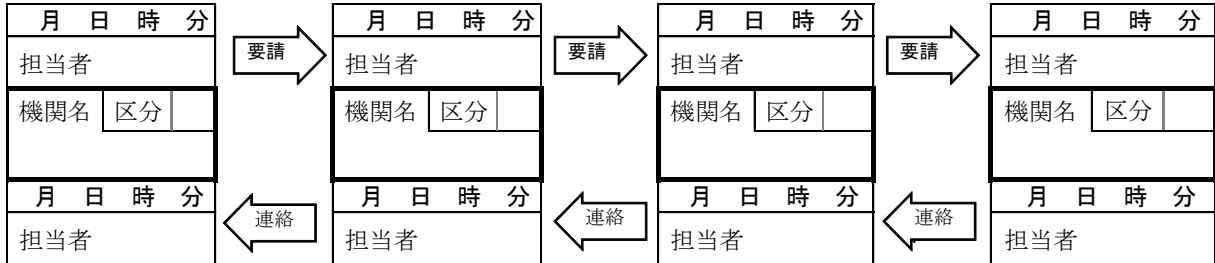 月 日 時 分 月 日 時 分 月 日 時 分 月 日 時 分
担当者 要請 担当者 要請 担当者 要請 担当者
機関名 区分 機関名 区分 機関名 区分 機関名 区分
月 日 時 分 月 日 時 分 月 日 時 分 月 日 時 分
担当者 連絡 担当者 連絡 担当者 連絡 担当者